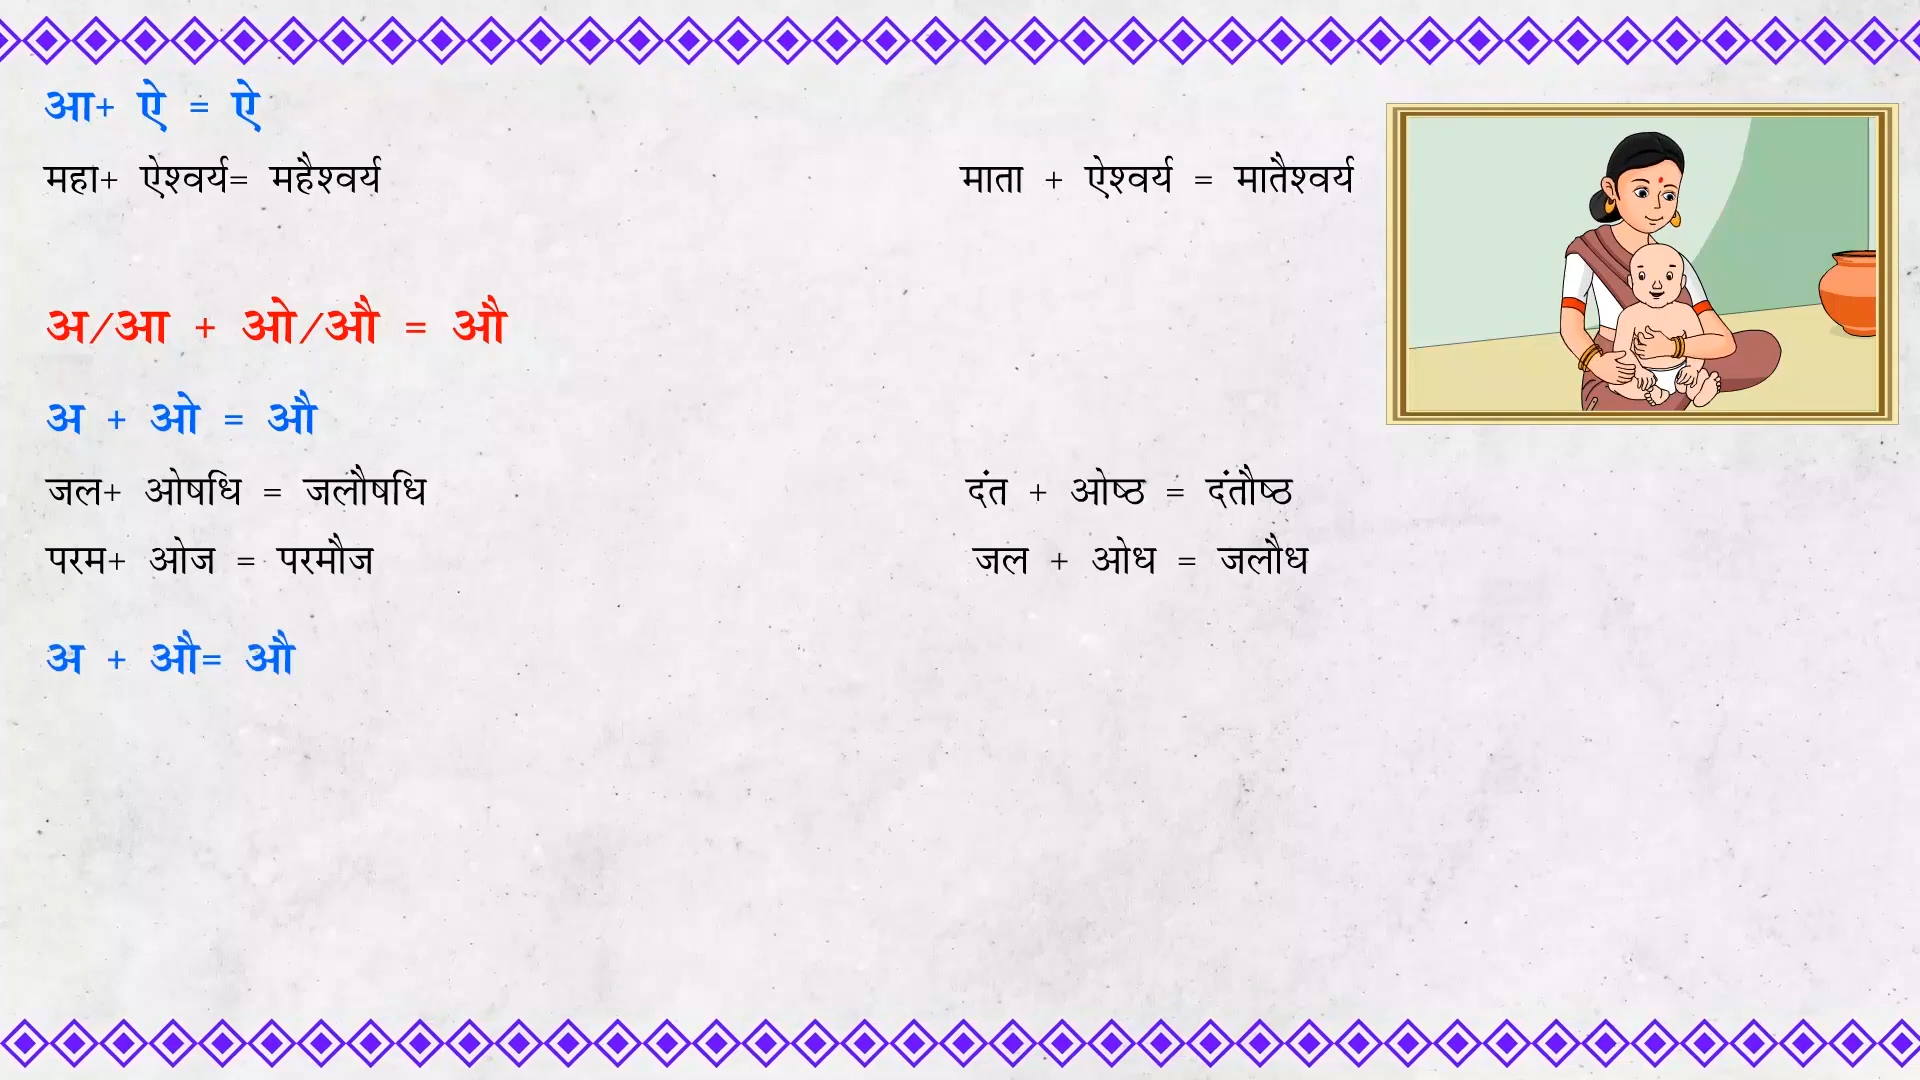 आ+ ऐ = ऐ
महा+ ऐश्वर्य= महैश्वर्य
माता + ऐश्वर्य = मातैश्वर्य
अ/आ + ओ/औ = औ
अ + ओ = औ
जल+ ओषधि = जलौषधि
दंत + ओष्ठ = दंतौष्ठ
परम+ ओज = परमौज
जल + ओध = जलौध
अ + औ= औ